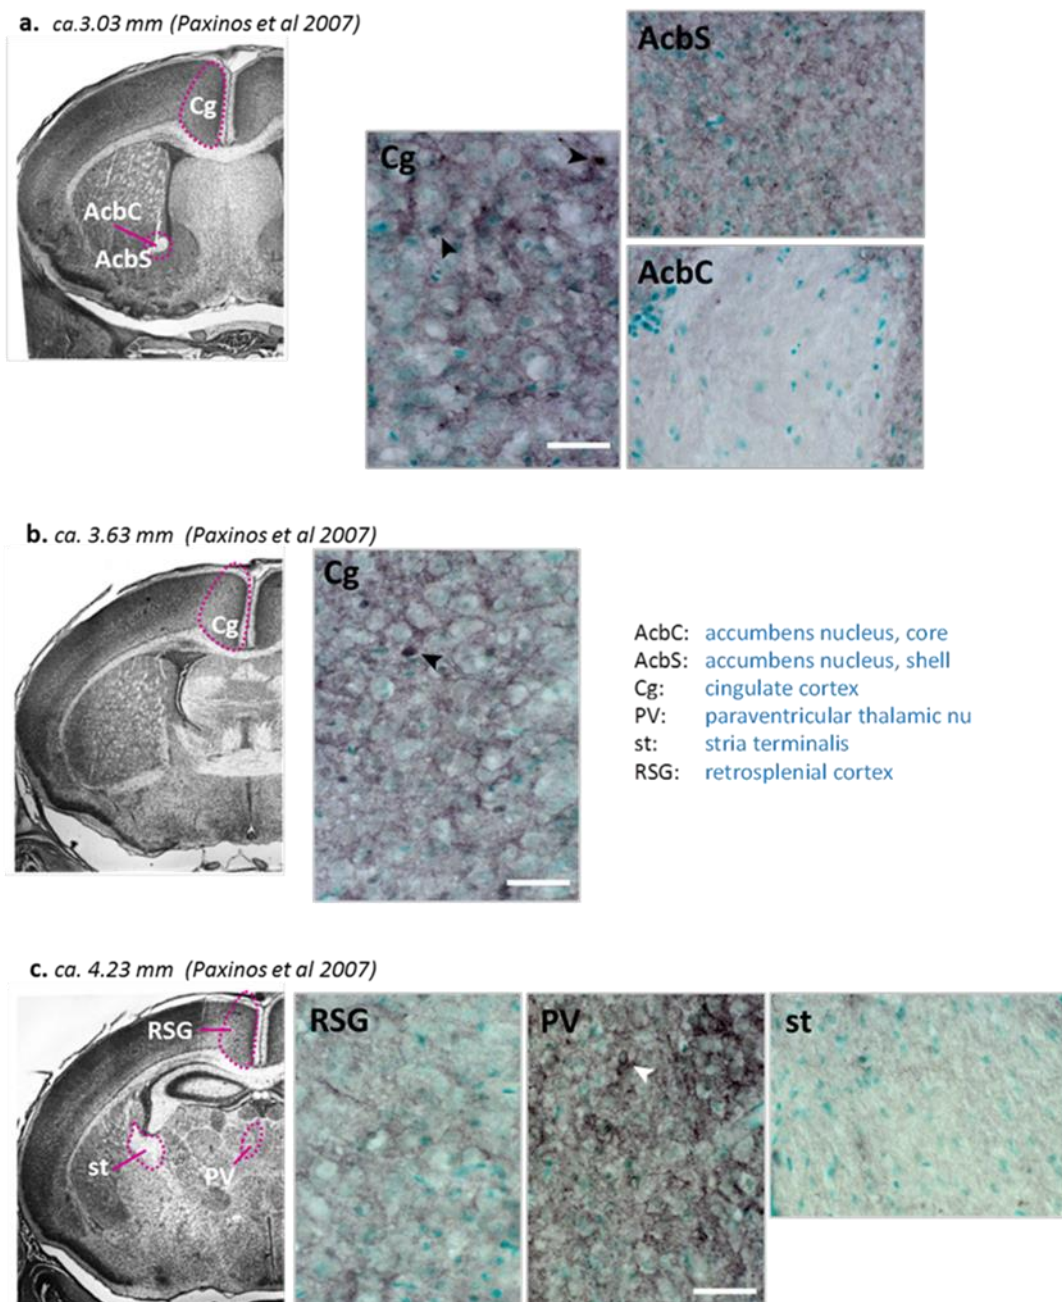 a. ca.3.03 mm (Paxinos et al 2007)
Cg
AcbC
AcbS
Cg
AcbS
AcbC
b. ca. 3.63 mm (Paxinos et al 2007)
Cg
Cg
AcbC: accumbens nucleus, core
AcbS: accumbens nucleus, shell
Cg: cingulate cortex
PV: paraventricular thalamic nu
st: stria terminalis
RSG: retrosplenial cortex
c. ca. 4.23 mm (Paxinos et al 2007)
RSG
st
PV
RSG
PV
st